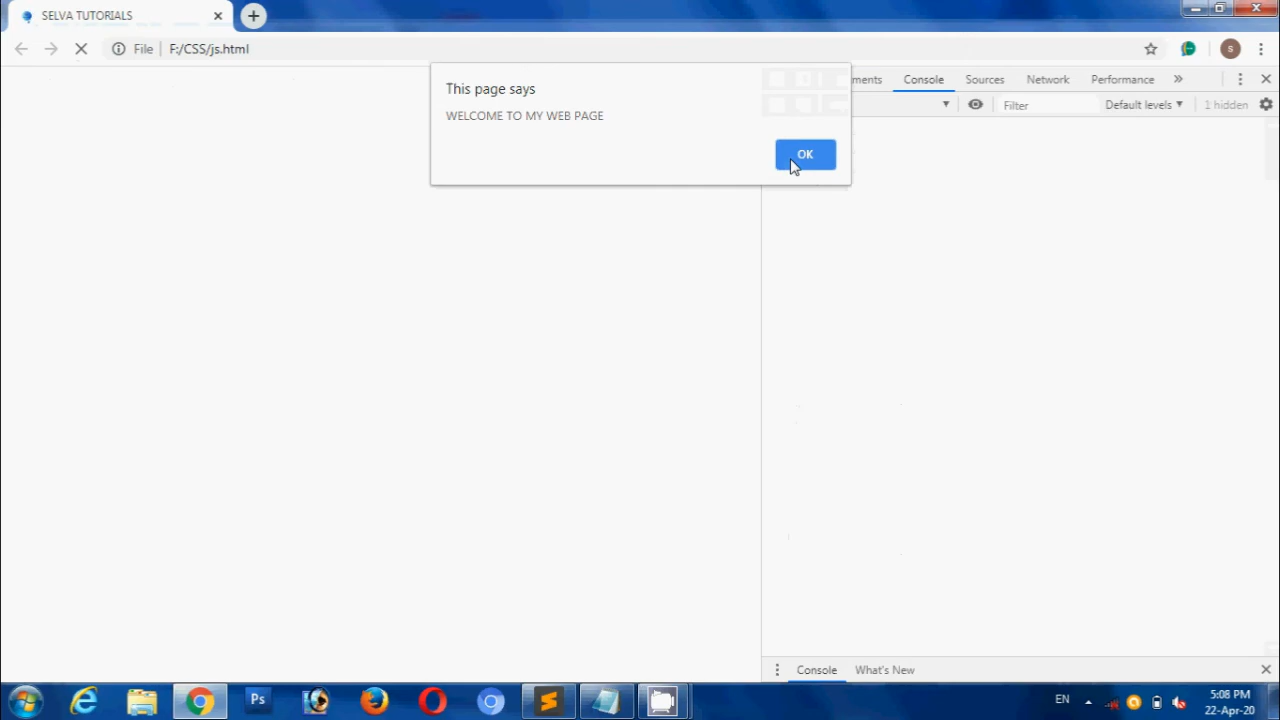 SELVA TUTORIALS
File F:/CSS/js.html
S
This page says
WELCOME TO MY WEB PAGE
OK
ments Console Sources Network Performance
Filter Default levels 1 hidden
Console What's New
Ps
EN
5:08 PM
22-Apr-20